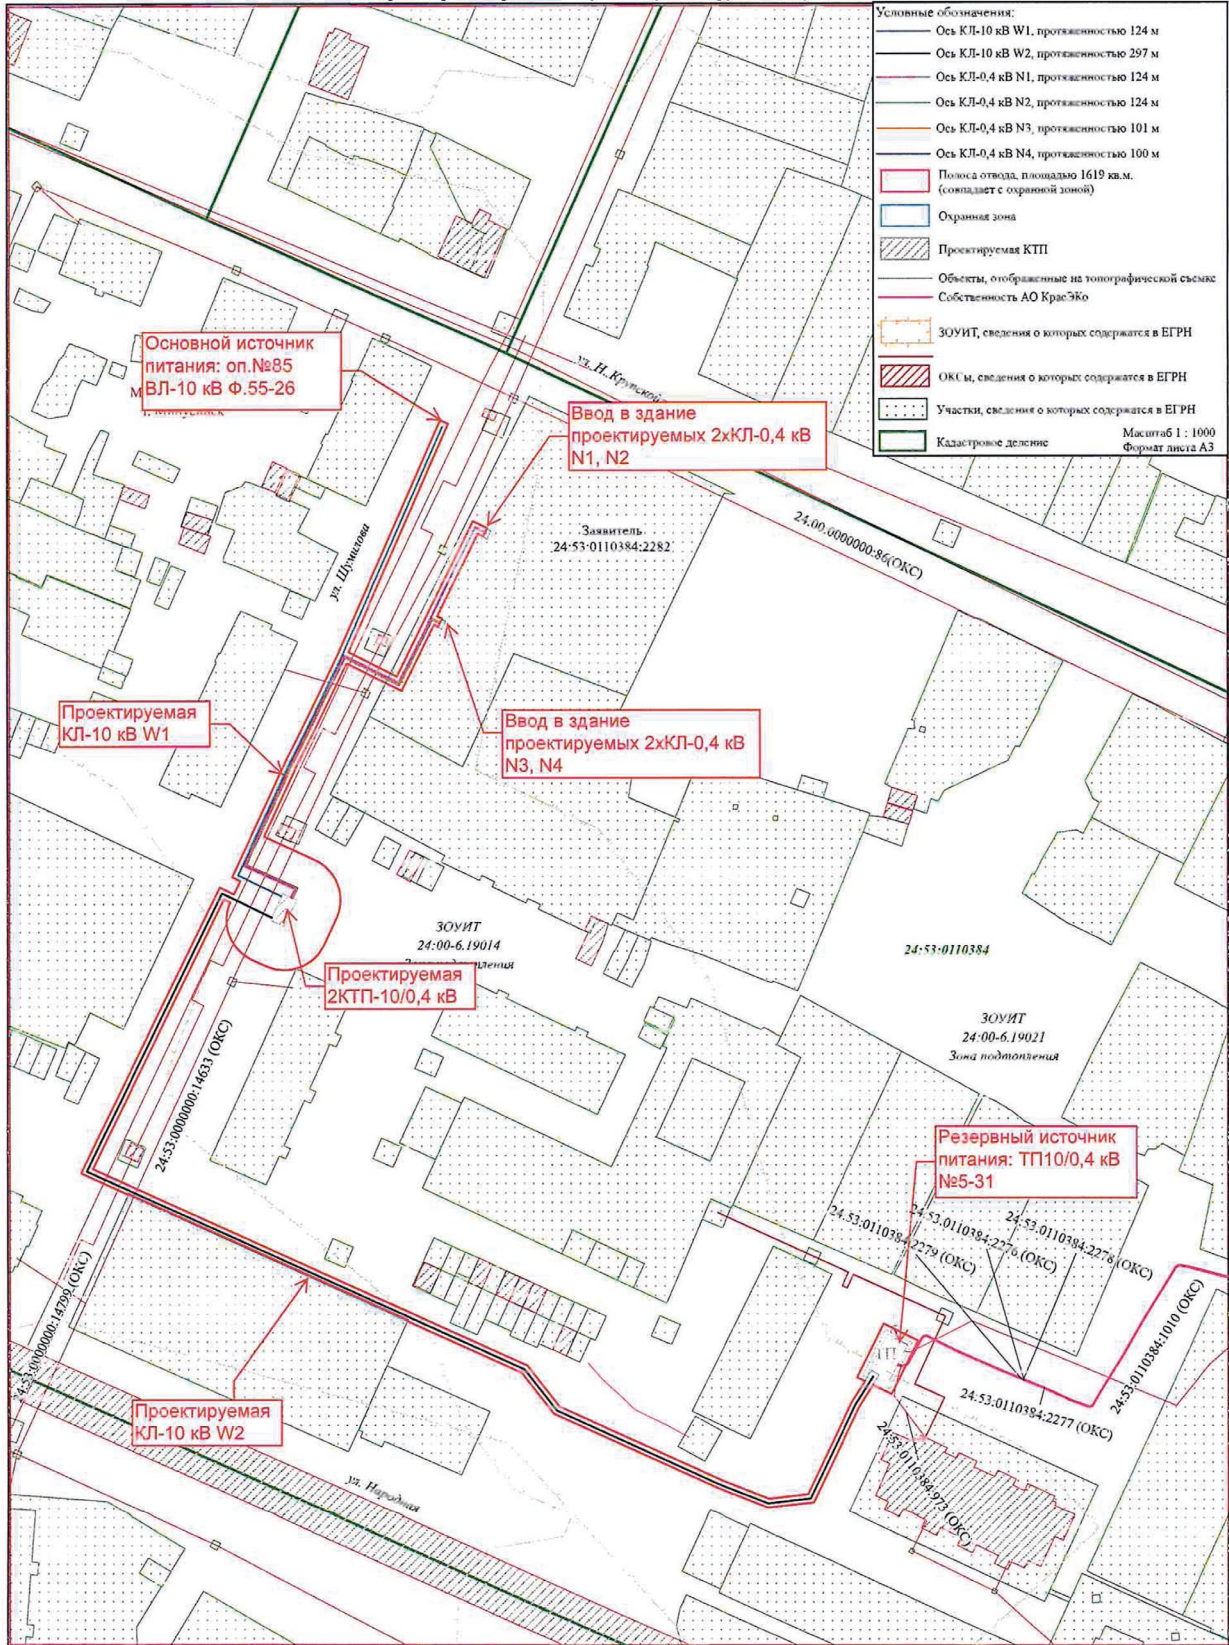 Условные обозначения:
Ось КЛ-10 кВ W1, протяженностью 124 м
Ось КЛ-10 кВ W2, протяженностью 297 м
Ось КЛ-0,4 кВ N1, протяженностью 124 м
Ось КЛ-0,4 кВ N2, протяженностью 124 м
Ось КЛ-0,4 кВ N3, протяженностью 101 м
Ось КЛ-0,4 кВ N4, протяженностью 100 м
Полоса отвода, площадью 1619 кв.м.
(совпадает с охранной зоной)
Охранная зона
Проектируемая КТП
Объекты, отображенные на топографической съемке
Собственность АО КрасЭКо
ЗОУИТ, сведения о которых содержатся в ЕГРН
ОКСы, сведения о которых содержатся в ЕГРН
Участки, сведения о которых содержатся в ЕГРН
Кадастровое деление
Масштаб 1 : 1000
Формат листа А3
Основной источник
питания: оп.№85
ВЛ-10 кВ Ф.55-26
ул. Н. Крупской
Ввод в здание
проектируемых 2хКЛ-0,4 кВ
N1, N2
Заявитель
24:53:0110384:2282
24:00:0000000:86(ОКС)
ул. Шумилова
Проектируемая
КЛ-10 кВ W1
Ввод в здание
проектируемых 2хКЛ-0,4 кВ
N3, N4
ЗОУИТ
24:00-6.19014
Проектируемая
2КТП-10/0,4 кВ
24:53:0110384
ЗОУИТ
24:00-6.19021
Зона подтопления
24:53:0000000:14633 (ОКС)
Резервный источник
питания: ТП10/0,4 кВ
№5-31
24:53:0110384:2279 (ОКС)
24:53:0110384:2276 (ОКС)
24:53:0110384:2278 (ОКС)
24:53:0110384:1010 (ОКС)
24:53:0110384:2277 (ОКС)
24:53:0110384:973 (ОКС)
24:53:0000000:14799 (ОКС)
ТП
Проектируемая
КЛ-10 кВ W2
ул. Народная